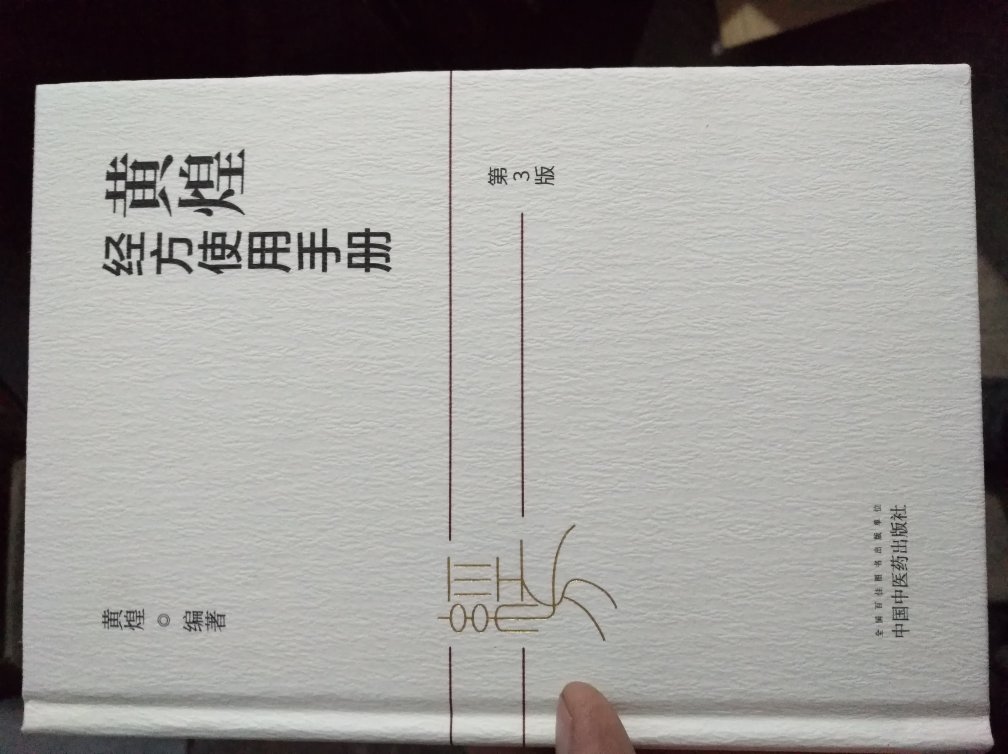 黄煌
经方使用手册
第3版
黄煌◎编著
經方
全国百佳图书出版单位
中国中医药出版社